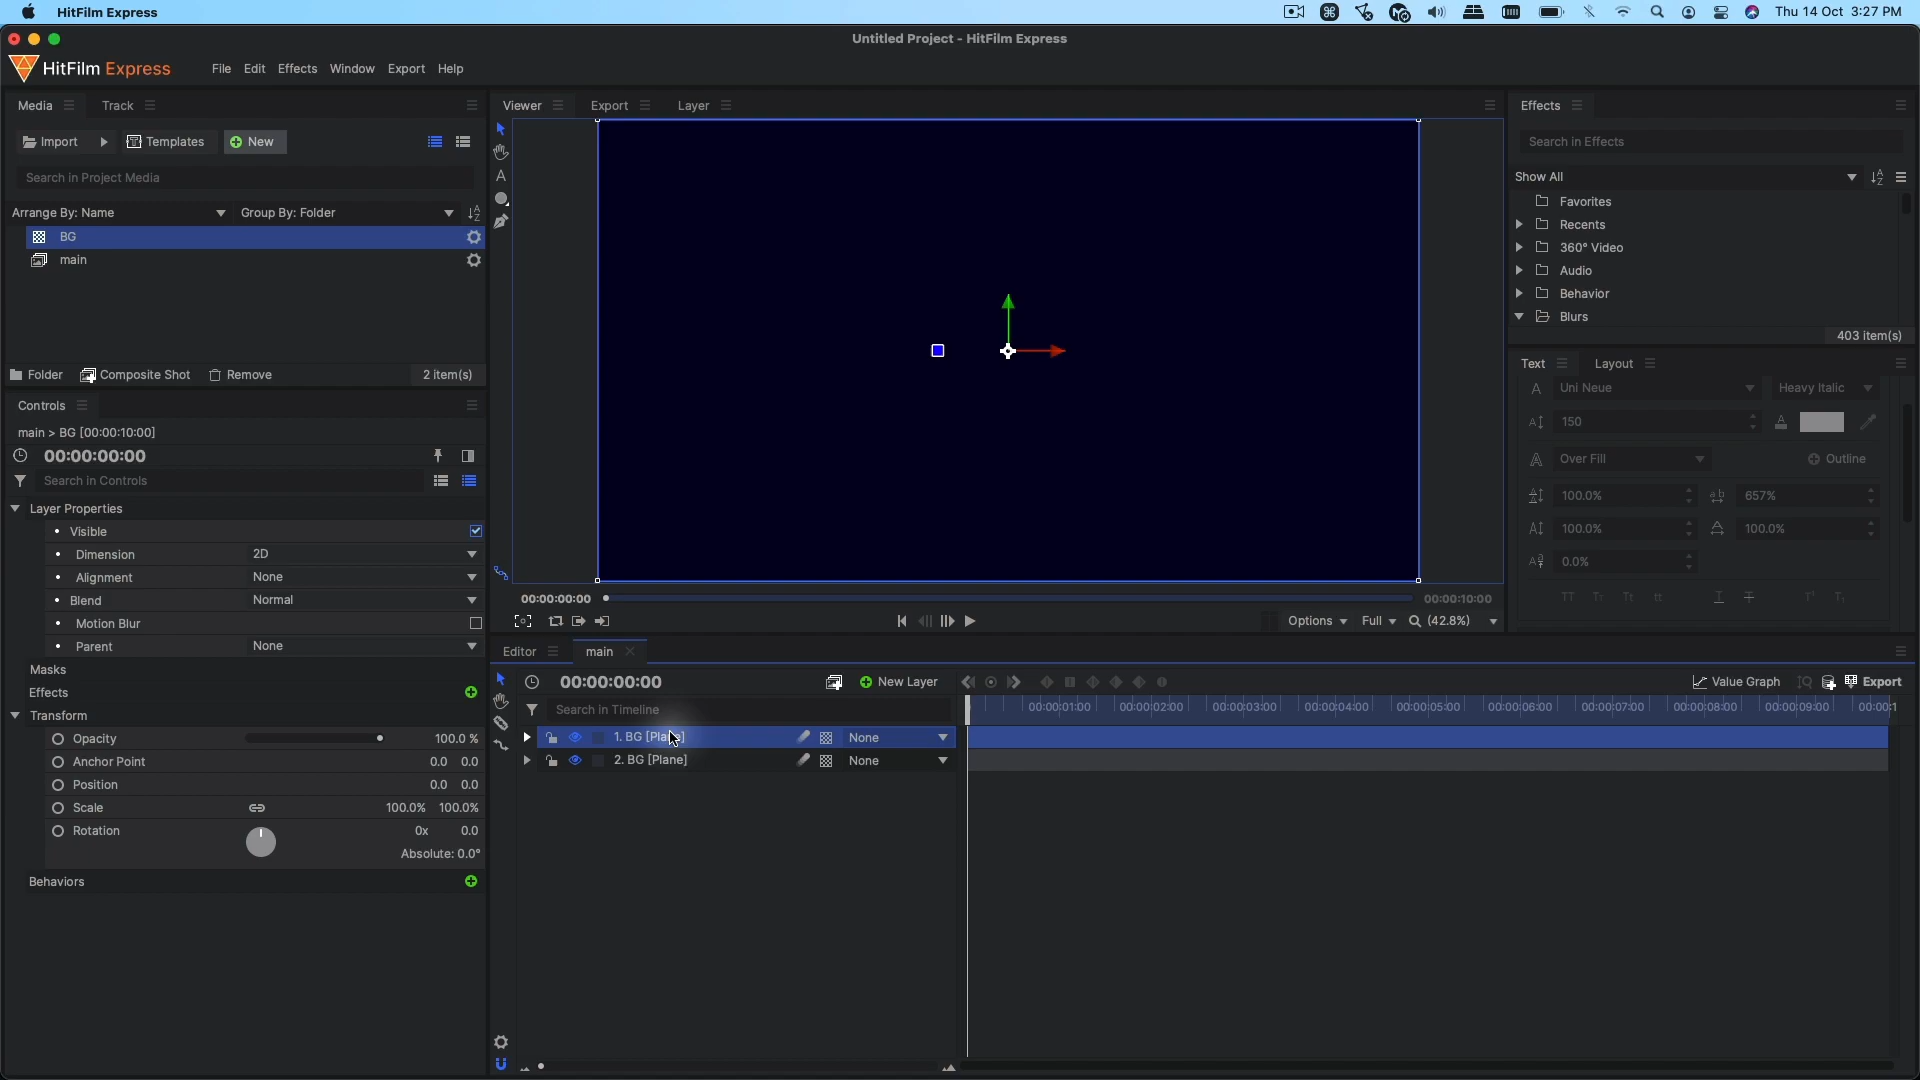 HitFilm Express
Thu 14 Oct 3:27 PM
Untitled Project - HitFilm Express
HitFilm Express
File Edit Effects Window Export Help
Media Track
Import Templates New
Search in Project Media
Arrange By: Name Group By: Folder
BG
main
Folder Composite Shot Remove 2 item(s)
Controls
main > BG [00:00:10:00]
00:00:00:00
Search in Controls
Layer Properties
Visible
Dimension 2D
Alignment None
Blend Normal
Motion Blur
Parent None
Masks
Effects
Transform
Opacity 100.0 %
Anchor Point 0.0 0.0
Position 0.0 0.0
Scale 100.0% 100.0%
Rotation 0x 0.0
Absolute: 0.0°
Behaviors
Viewer Export Layer
A
00:00:00:00 00:00:10:00
Options Full (42.8%)
Editor main
00:00:00:00 New Layer Value Graph Export
Search in Timeline
00:00:01:00 00:00:02:00 00:00:03:00 00:00:04:00 00:00:05:00 00:00:06:00 00:00:07:00 00:00:08:00 00:00:09:00 00:00:1
1. BG [Plane] None
2. BG [Plane] None
Effects
Search in Effects
Show All
Favorites
Recents
360° Video
Audio
Behavior
Blurs
403 item(s)
Text Layout
Uni Neue Heavy Italic
150
Over Fill Outline
100.0% 657%
100.0% 100.0%
0.0%
TT Tt tt